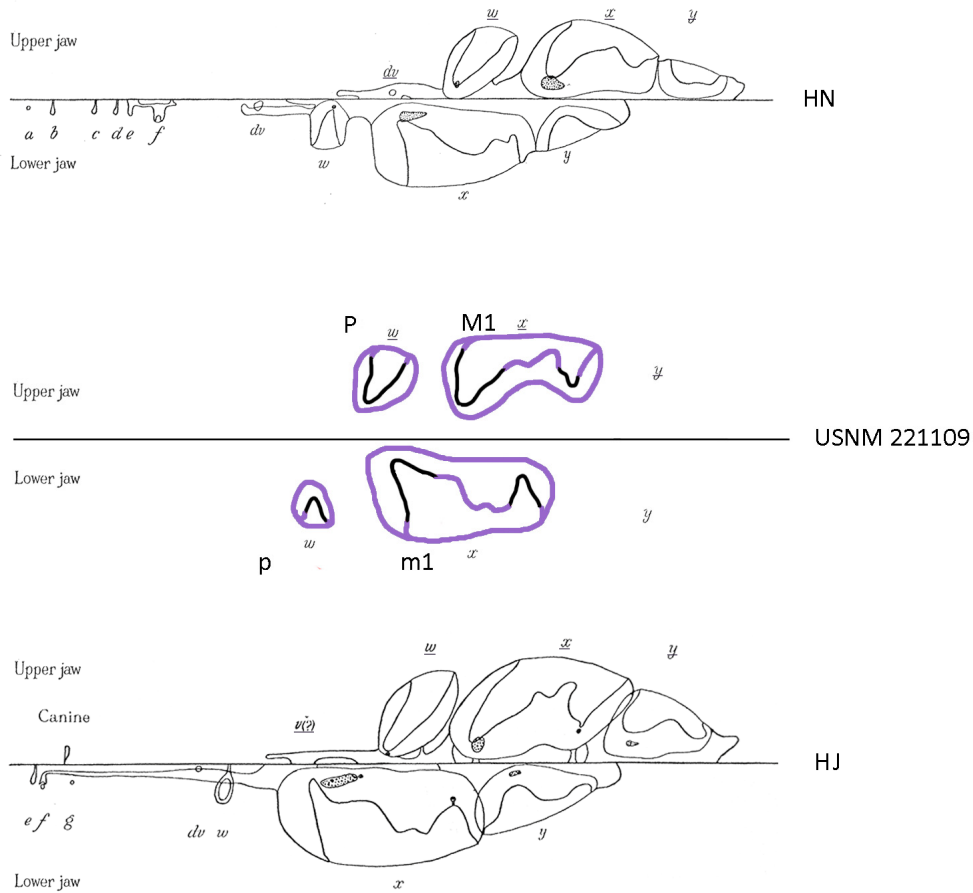 w x y
Upper jaw
dv
HN
a b c d e f dv w x y
Lower jaw
P w M1 x
y
Upper jaw
USNM 221109
Lower jaw
w x y
p m1
w x y
Upper jaw
Canine
v(?)
HJ
e f g dv w y
x
Lower jaw